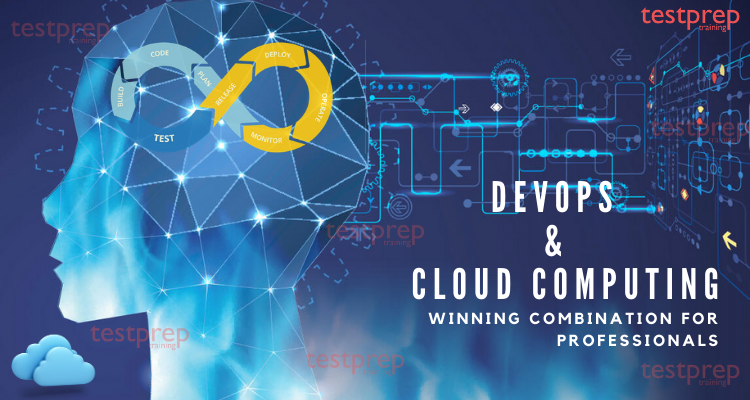 testprep
training
testprep
training
CODE
DEPLOY
BUILD
PLAN
RELEASE
OPERATE
TEST
MONITOR
testprep
training
DEVOPS
&
CLOUD COMPUTING
WINNING COMBINATION FOR
PROFESSIONALS
testprep
training
testprep
training
testprep
training
testprep
training